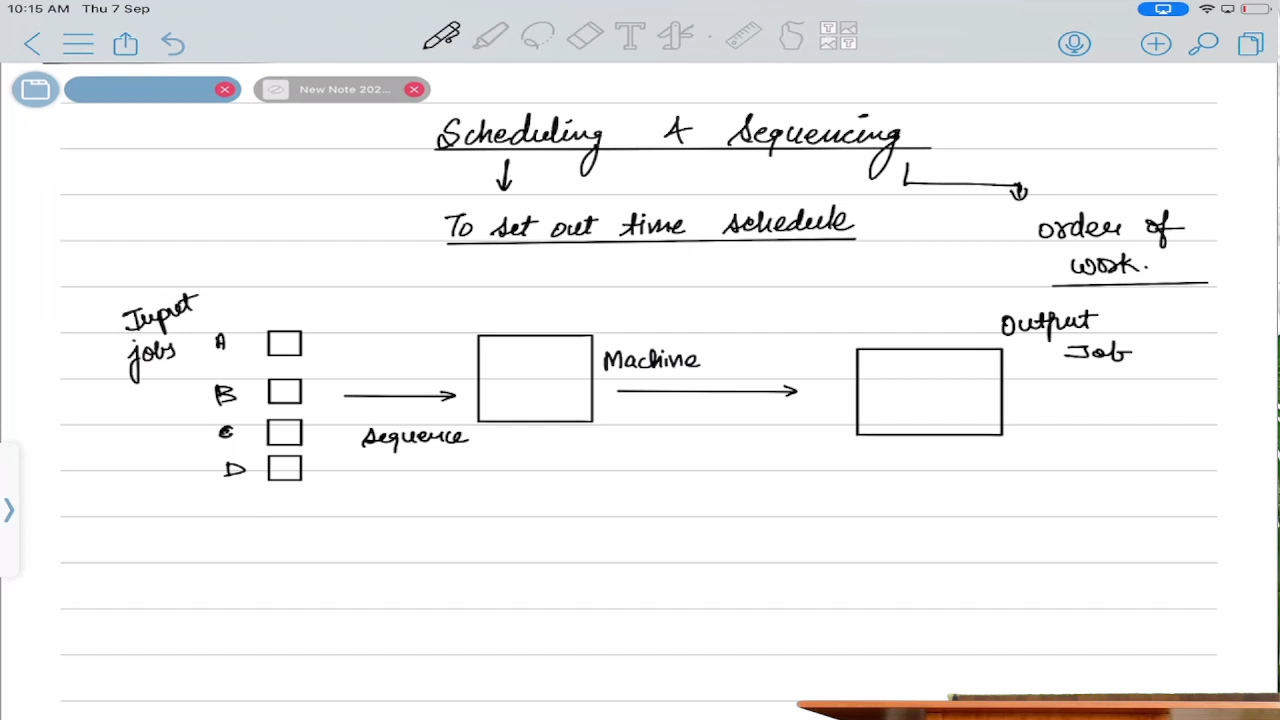 10:15 AM Thu 7 Sep
New Note 202...
Scheduling & Sequencing
To set out time schedule
order of
work.
Input
jobs
A
B
C
D
sequence
Machine
Output
Job